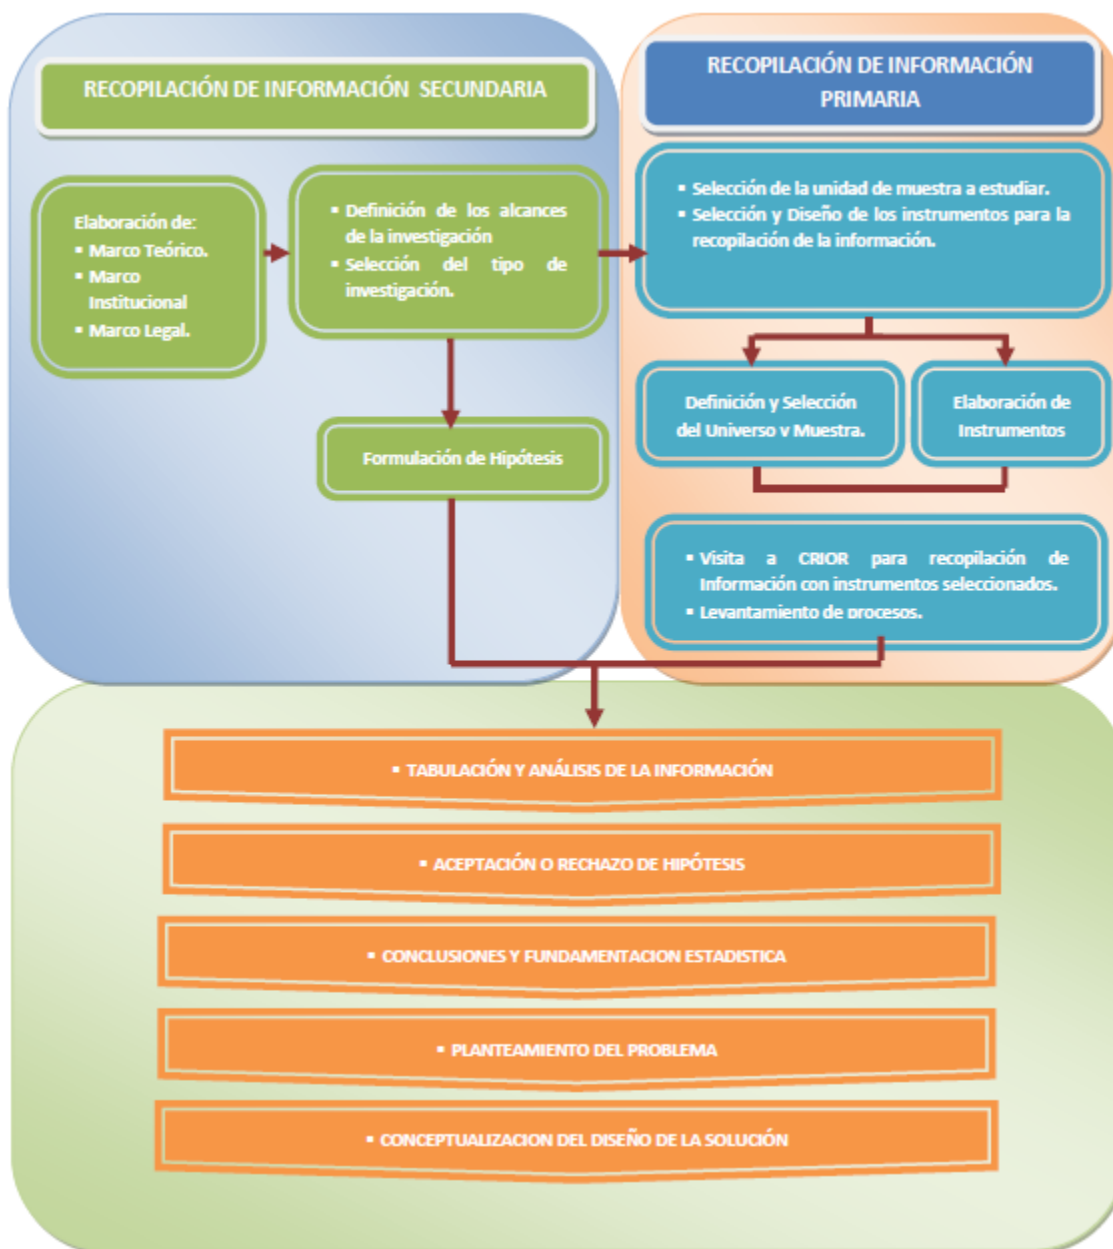 RECOPILACIÓN DE INFORMACIÓN SECUNDARIA
Elaboración de:
▪ Marco Teórico.
▪ Marco
Institucional
▪ Marco Legal.
▪ Definición de los alcances
de la investigación
▪ Selección del tipo de
investigación.
Formulación de Hipótesis
RECOPILACIÓN DE INFORMACIÓN
PRIMARIA
▪ Selección de la unidad de muestra a estudiar.
▪ Selección y Diseño de los instrumentos para la
recopilación de la información.
Definición y Selección
del Universo y Muestra.
Elaboración de
Instrumentos
▪ Visita a CRIOR para recopilación de
Información con instrumentos seleccionados.
▪ Levantamiento de procesos.
▪ TABULACIÓN Y ANÁLISIS DE LA INFORMACIÓN
▪ ACEPTACIÓN O RECHAZO DE HIPÓTESIS
▪ CONCLUSIONES Y FUNDAMENTACION ESTADISTICA
▪ PLANTEAMIENTO DEL PROBLEMA
▪ CONCEPTUALIZACION DEL DISEÑO DE LA SOLUCIÓN